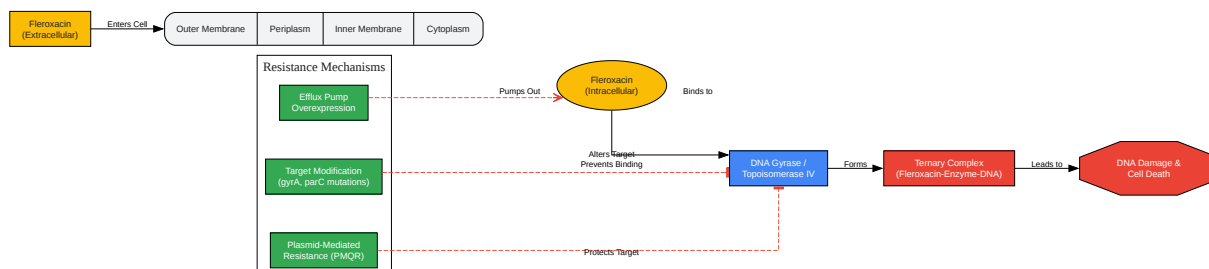 Fleroxacin
(Extracellular)
Enters Cell
Outer Membrane
Periplasm
Inner Membrane
Cytoplasm
Resistance Mechanisms
Efflux Pump
Overexpression
Pumps Out
Fleroxacin
(Intracellular)
Binds to
Target Modification
(gyrA, parC mutations)
Alters Target
Prevents Binding
DNA Gyrase /
Topoisomerase IV
Forms
Ternary Complex
(Fleroxacin-Enzyme-DNA)
Leads to
DNA Damage &
Cell Death
Plasmid-Mediated
Resistance (PMQR)
Protects Target